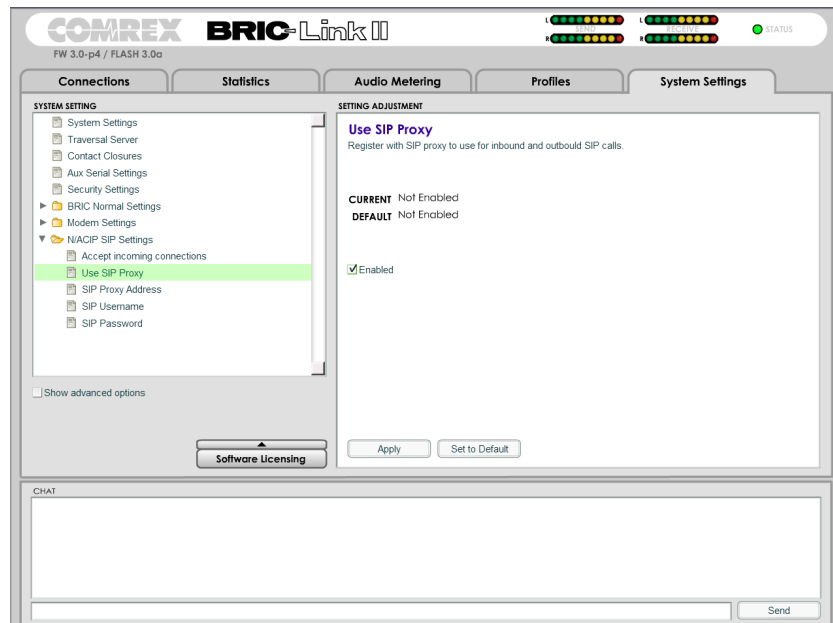 COMREX BRIC-Link II
L SEND R
L RECEIVE R
STATUS
FW 3.0-p4 / FLASH 3.0a
Connections
Statistics
Audio Metering
Profiles
System Settings
SYSTEM SETTING
System Settings
Traversal Server
Contact Closures
Aux Serial Settings
Security Settings
BRIC Normal Settings
Modem Settings
N/ACIP SIP Settings
Accept incoming connections
Use SIP Proxy
SIP Proxy Address
SIP Username
SIP Password
Show advanced options
Software Licensing
SETTING ADJUSTMENT
Use SIP Proxy
Register with SIP proxy to use for inbound and outbould SIP calls.
CURRENT Not Enabled
DEFAULT Not Enabled
Enabled
Apply
Set to Default
CHAT
Send